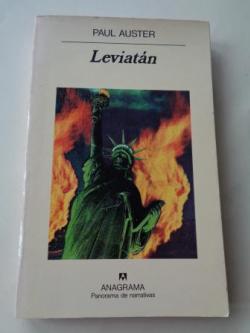 PAUL AUSTER
Leviatán
ANAGRAMA
Panorama de narrativas